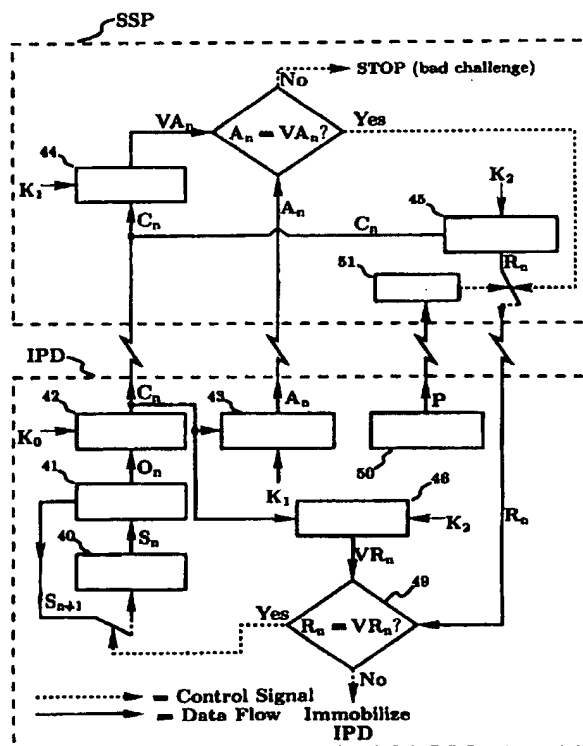 SSP
No
STOP (bad challenge)
VAn
An = VAn?
Yes
44
K1
Cn
An
K2
Cn
45
Rn
51
IPD
Cn
42
K0
43
An
P
50
41
On
K1
46
K2
Rn
40
Sn
VRn
Sn+1
Yes
49
Rn = VRn?
No
= Control Signal
= Data Flow
Immobilize
IPD